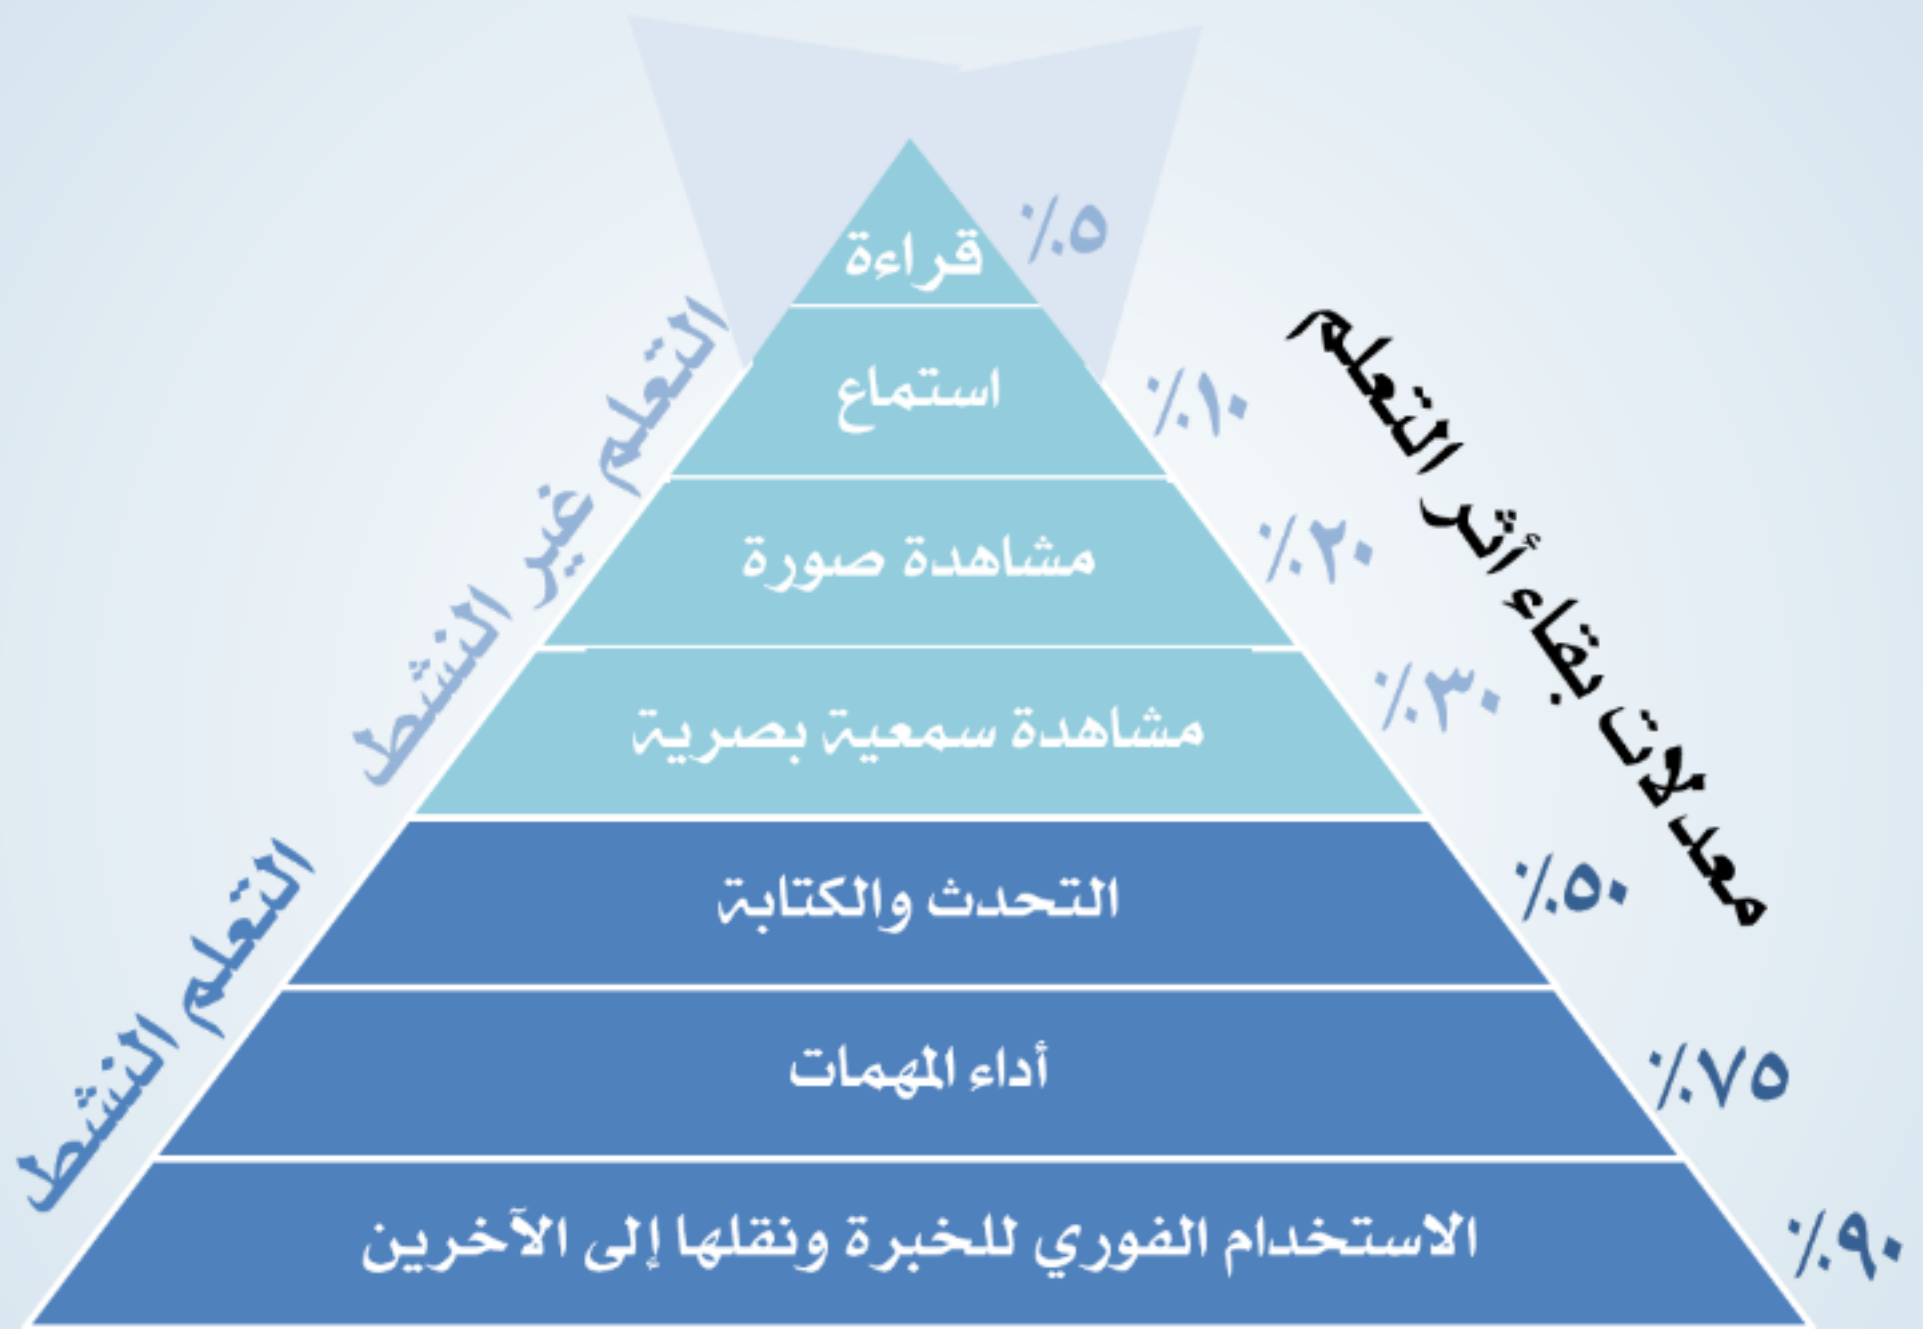 قراءة
٥٪
استماع
١٠٪
مشاهدة صورة
٢٠٪
مشاهدة سمعية بصرية
٣٠٪
التحدث والكتابة
٥٠٪
أداء المهمات
٧٥٪
الاستخدام الفوري للخبرة ونقلها إلى الآخرين
٩٠٪
معدلات بقاء أثر التعلم
التعلم غير النشط
التعلم النشط